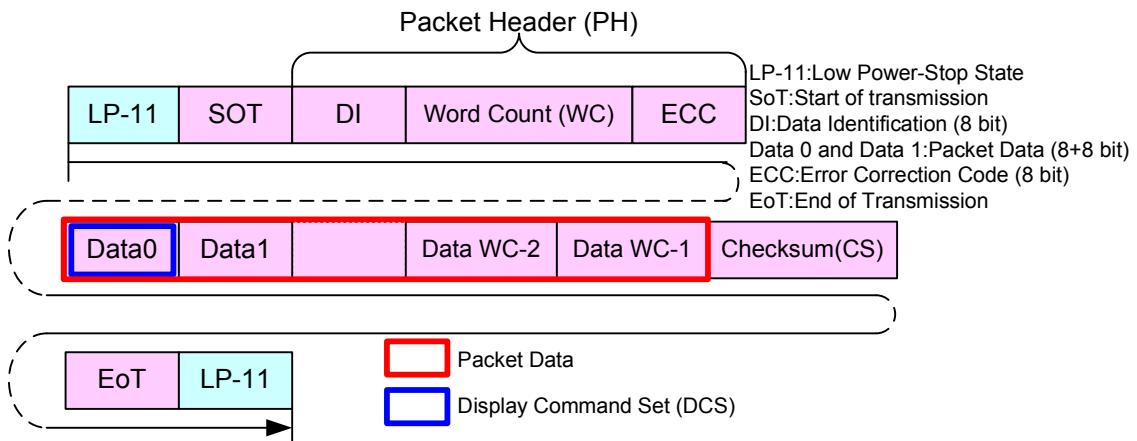 Packet Header (PH)
LP-11 SOT DI Word Count (WC) ECC
LP-11:Low Power-Stop State
SoT:Start of transmission
DI:Data Identification (8 bit)
Data 0 and Data 1:Packet Data (8+8 bit)
ECC:Error Correction Code (8 bit)
EoT:End of Transmission
Data0 Data1 Data WC-2 Data WC-1 Checksum(CS)
EoT LP-11
Packet Data
Display Command Set (DCS)